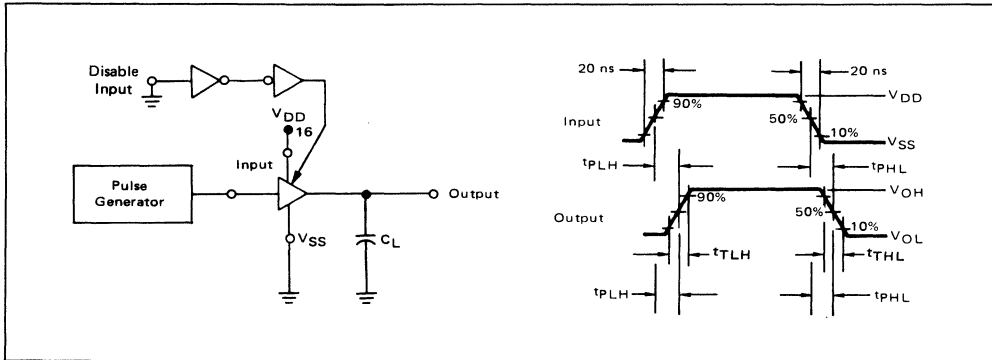 Disable
Input
VDD
16
Input
Pulse
Generator
Output
VSS
CL
20 ns
20 ns
VDD
90%
50%
10%
Input
VSS
tPLH
tPHL
VOH
90%
50%
10%
Output
VOL
tTLH
tTHL
tPLH
tPHL